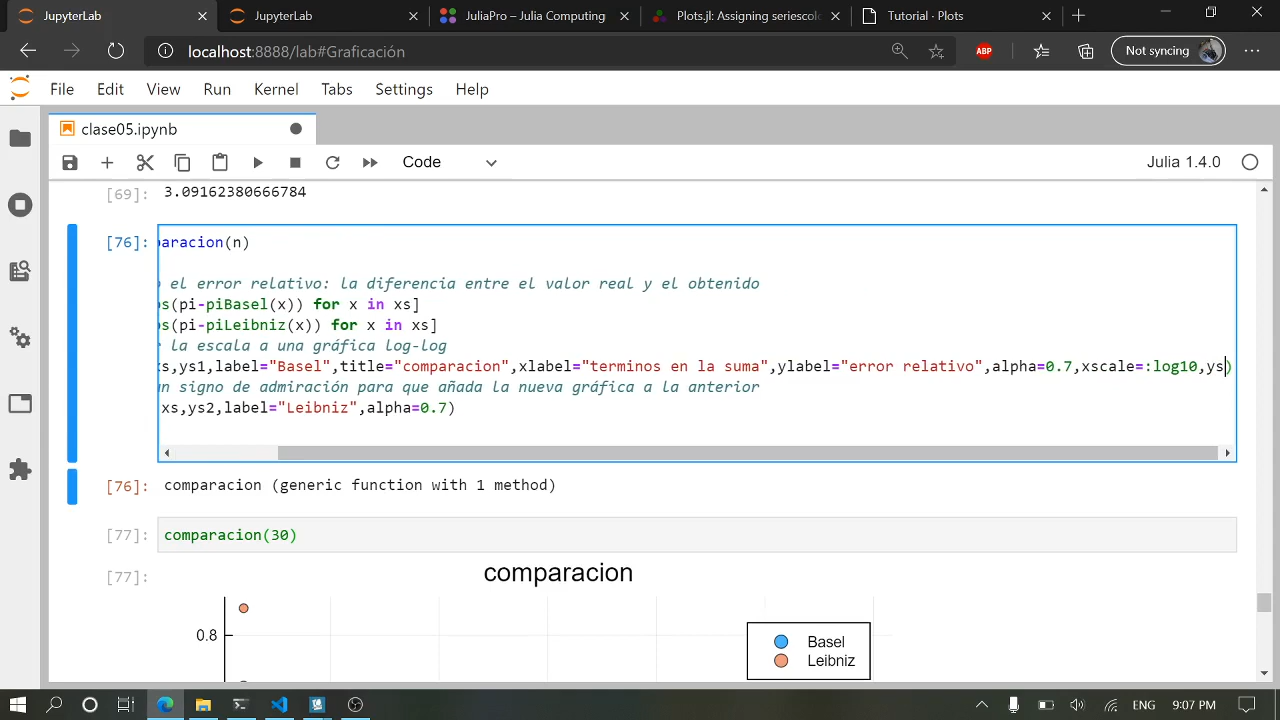 JupyterLab
JupyterLab
JuliaPro – Julia Computing
Plots.jl: Assigning seriescol
Tutorial · Plots
localhost:8888/lab#Graficación
ABP
Not syncing
File Edit View Run Kernel Tabs Settings Help
clase05.ipynb
Code
Julia 1.4.0
[69]: 3.09162380666784
[76]: aracion(n)
el error relativo: la diferencia entre el valor real y el obtenido
s(pi-piBasel(x)) for x in xs]
s(pi-piLeibniz(x)) for x in xs]
la escala a una gráfica log-log
s,ys1,label="Basel",title="comparacion",xlabel="terminos en la suma",ylabel="error relativo",alpha=0.7,xscale=:log10,ys)
n signo de admiración para que añada la nueva gráfica a la anterior
xs,ys2,label="Leibniz",alpha=0.7)
[76]: comparacion (generic function with 1 method)
[77]: comparacion(30)
[77]:
comparacion
0.8
Basel
Leibniz
ENG 9:07 PM